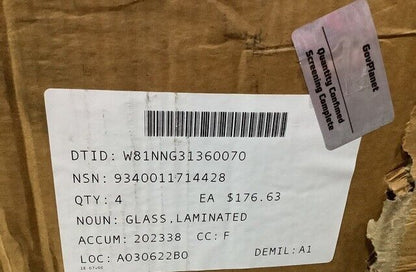 GovPlanet
Quantity Confimed
Screening Complete
DTID: W81NNG31360070
NSN: 9340011714428
QTY: 4 EA $176.63
NOUN: GLASS,LAMINATED
ACCUM: 202338 CC: F
LOC: A030622B0 DEMIL: A1